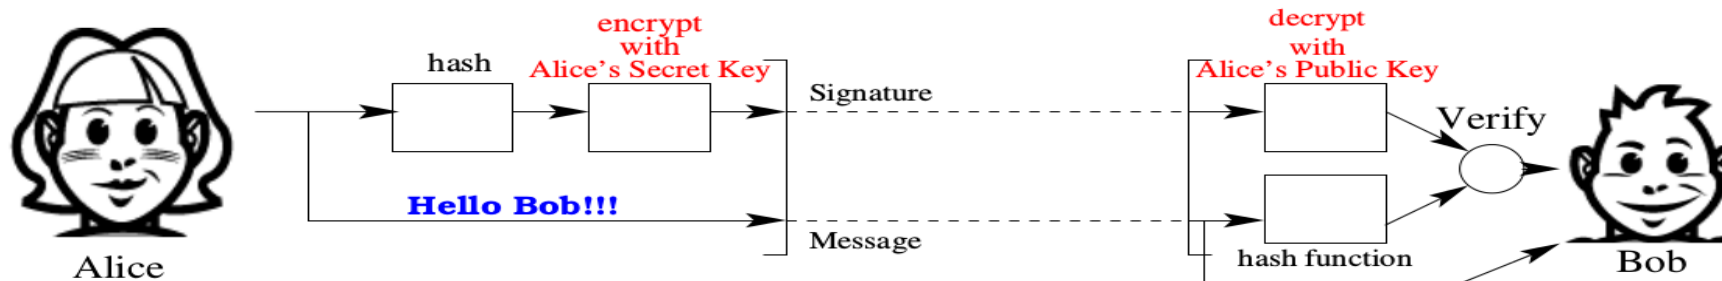 encrypt
with
Alice's Secret Key
hash
Signature
Hello Bob!!!
Message
Alice
decrypt
with
Alice's Public Key
Verify
hash function
Bob